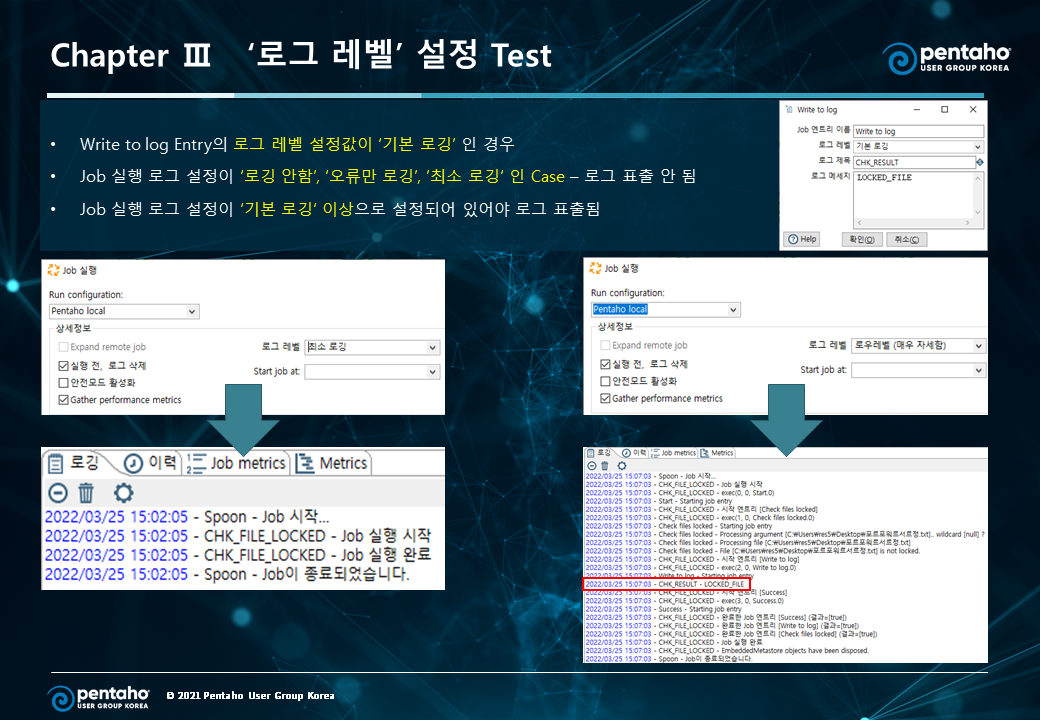 Chapter Ⅲ ‘로그 레벨’ 설정 Test
pentaho
USER GROUP KOREA
• Write to log Entry의 로그 레벨 설정값이 ‘기본 로깅’ 인 경우
• Job 실행 로그 설정이 ‘로깅 안함’, ‘오류만 로깅’, ’최소 로깅‘ 인 Case – 로그 표출 안 됨
• Job 실행 로그 설정이 ‘기본 로깅‘ 이상으로 설정되어 있어야 로그 표출됨
Write to log
Job 엔트리 이름 Write to log
로그 레벨 기본 로깅
로그 제목 CHK_RESULT
로그 메세지 LOCKED_FILE
Help 확인(O) 취소(C)
Job 실행
Run configuration:
Pentaho local
상세정보
Expand remote job
로그 레벨 최소 로깅
실행 전, 로그 삭제
Start job at:
안전모드 활성화
Gather performance metrics
로깅 이력 Job metrics Metrics
2022/03/25 15:02:05 - Spoon - Job 시작...
2022/03/25 15:02:05 - CHK_FILE_LOCKED - Job 실행 시작
2022/03/25 15:02:05 - CHK_FILE_LOCKED - Job 실행 완료
2022/03/25 15:02:05 - Spoon - Job이 종료되었습니다.
Job 실행
Run configuration:
Pentaho local
상세정보
Expand remote job
로그 레벨 로우레벨 (매우 자세함)
실행 전, 로그 삭제
Start job at:
안전모드 활성화
Gather performance metrics
로깅 이력 Job metrics Metrics
2022/03/25 15:07:03 - Spoon - Job 시작...
2022/03/25 15:07:03 - CHK_FILE_LOCKED - Job 실행 시작
2022/03/25 15:07:03 - CHK_FILE_LOCKED - exec(0, 0, Start.0)
2022/03/25 15:07:03 - Start - Starting job entry
2022/03/25 15:07:03 - CHK_FILE_LOCKED - 시작 엔트리 [Check files locked]
2022/03/25 15:07:03 - CHK_FILE_LOCKED - exec(1, 0, Check files locked.0)
2022/03/25 15:07:03 - Check files locked - Starting job entry
2022/03/25 15:07:03 - Check files locked - Processing argument [C:\Users\res5\Desktop\포트포워트서트정.txt].. wildcard [null] ?
2022/03/25 15:07:03 - Check files locked - Processing file [C:\Users\res5\Desktop\포트포워트서트정.txt]
2022/03/25 15:07:03 - Check files locked - File [C:\Users\res5\Desktop\포트포워트서트정.txt] is not locked.
2022/03/25 15:07:03 - CHK_FILE_LOCKED - 시작 엔트리 [Write to log]
2022/03/25 15:07:03 - CHK_FILE_LOCKED - exec(2, 0, Write to log.0)
2022/03/25 15:07:03 - Write to log - Starting job entry
2022/03/25 15:07:03 - CHK_RESULT - LOCKED_FILE
2022/03/25 15:07:03 - CHK_FILE_LOCKED - 시작 엔트리 [Success]
2022/03/25 15:07:03 - CHK_FILE_LOCKED - exec(3, 0, Success.0)
2022/03/25 15:07:03 - Success - Starting job entry
2022/03/25 15:07:03 - CHK_FILE_LOCKED - 완료한 Job 엔트리 [Success] (결과=[true])
2022/03/25 15:07:03 - CHK_FILE_LOCKED - 완료한 Job 엔트리 [Write to log] (결과=[true])
2022/03/25 15:07:03 - CHK_FILE_LOCKED - 완료한 Job 엔트리 [Check files locked] (결과=[true])
2022/03/25 15:07:03 - CHK_FILE_LOCKED - Job 실행 완료
2022/03/25 15:07:03 - CHK_FILE_LOCKED - EmbeddedMetastore objects have been disposed.
2022/03/25 15:07:03 - Spoon - Job이 종료되었습니다.
pentaho
USER GROUP KOREA
© 2021 Pentaho User Group Korea